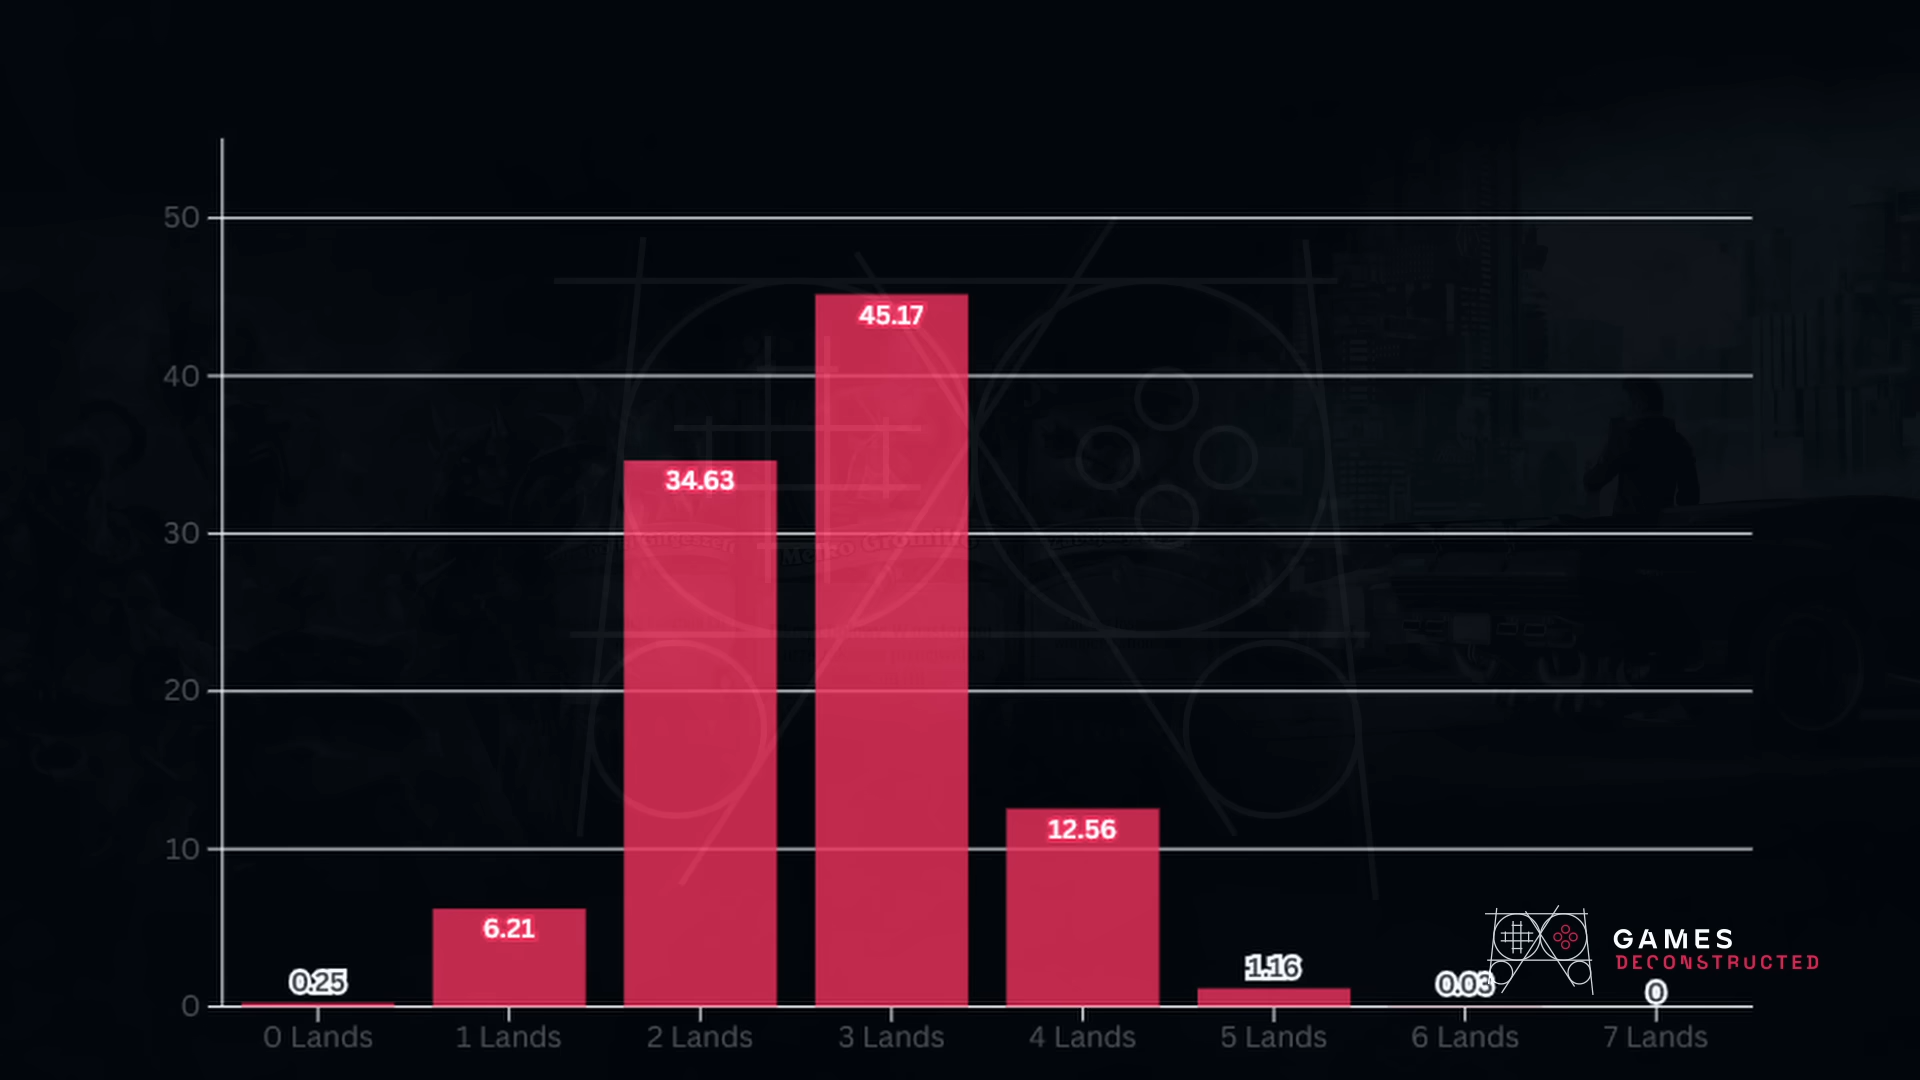 50
40
30
20
10
0
0.25
6.21
34.63
45.17
12.56
1.16
0.03
0
0 Lands
1 Lands
2 Lands
3 Lands
4 Lands
5 Lands
6 Lands
7 Lands
GAMES
DECONSTRUCTED